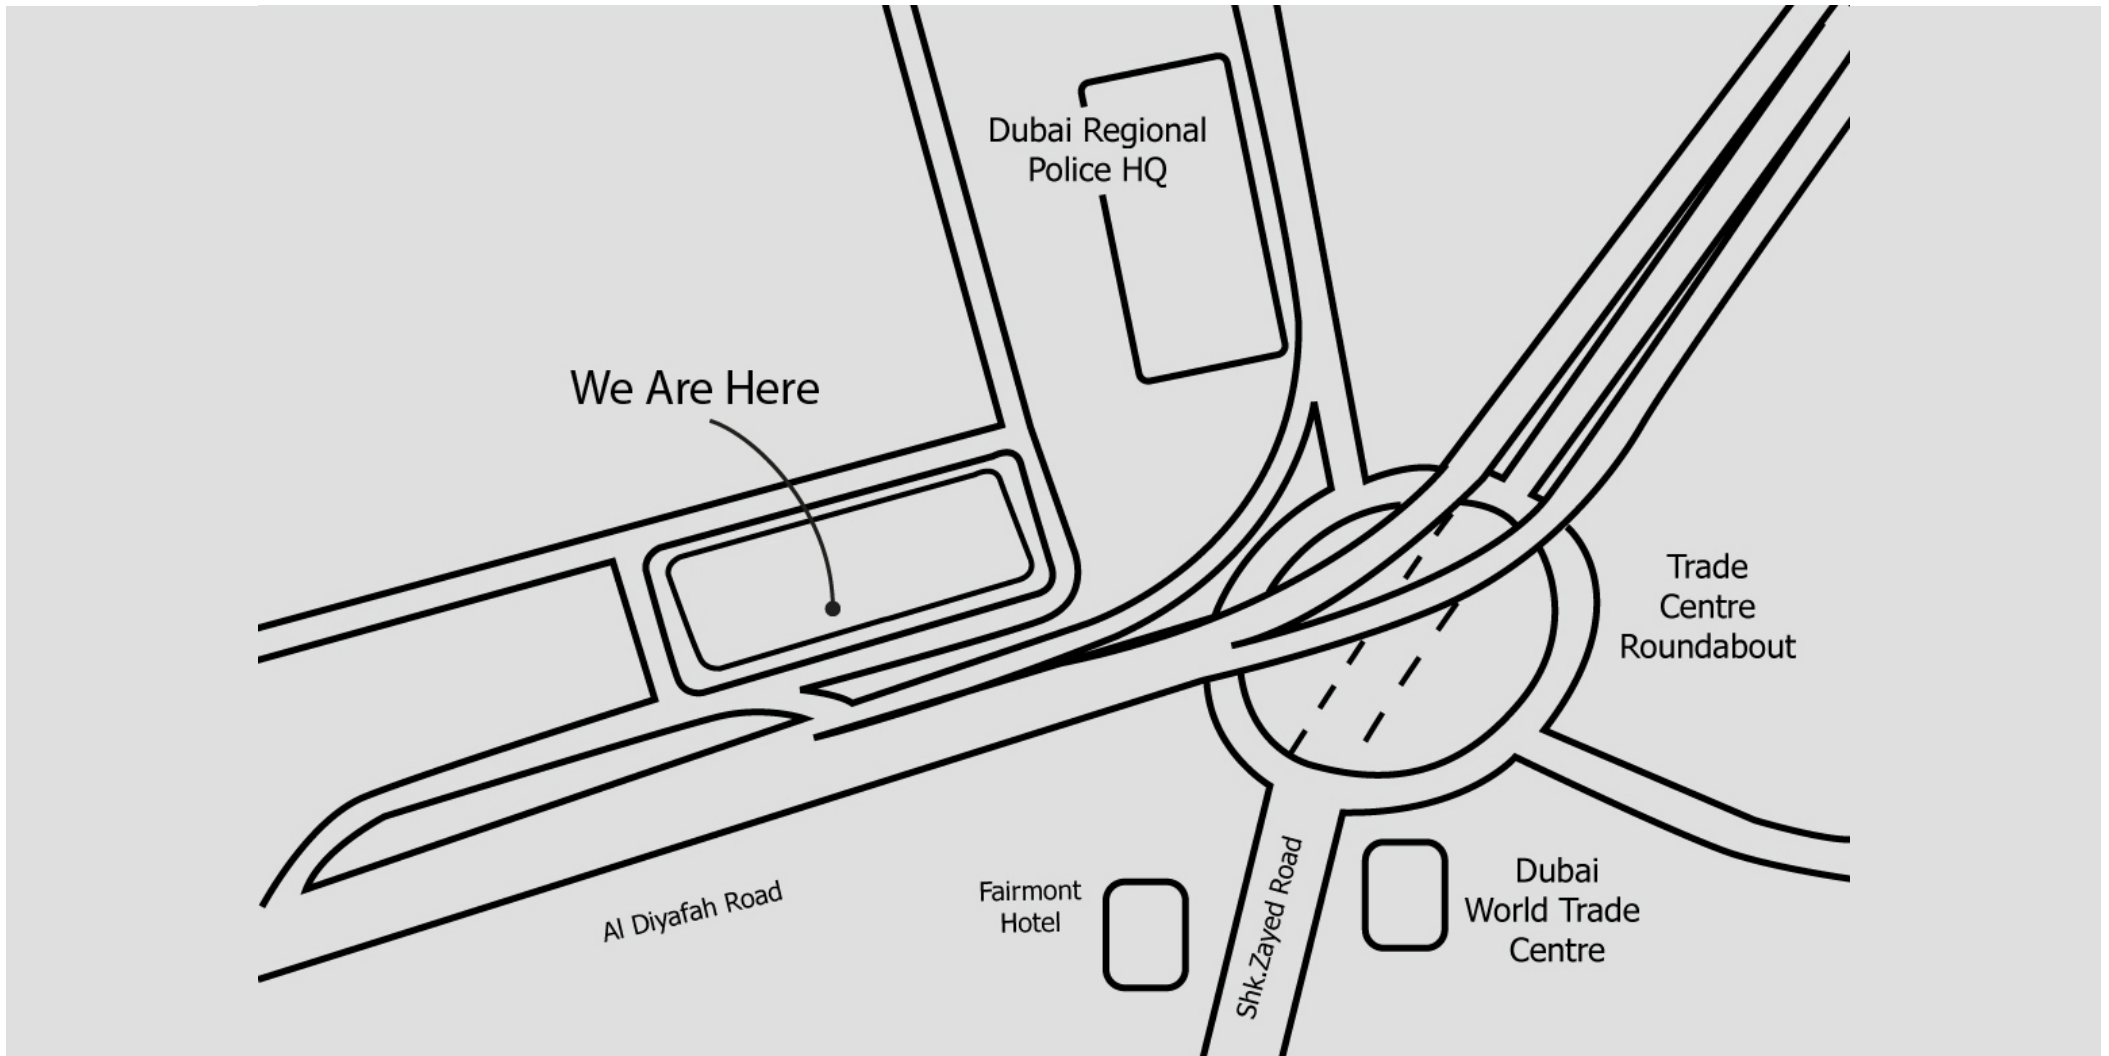 Dubai Regional
Police HQ
We Are Here
Trade
Centre
Roundabout
Al Diyafah Road
Fairmont
Hotel
Shk.Zayed Road
Dubai
World Trade
Centre